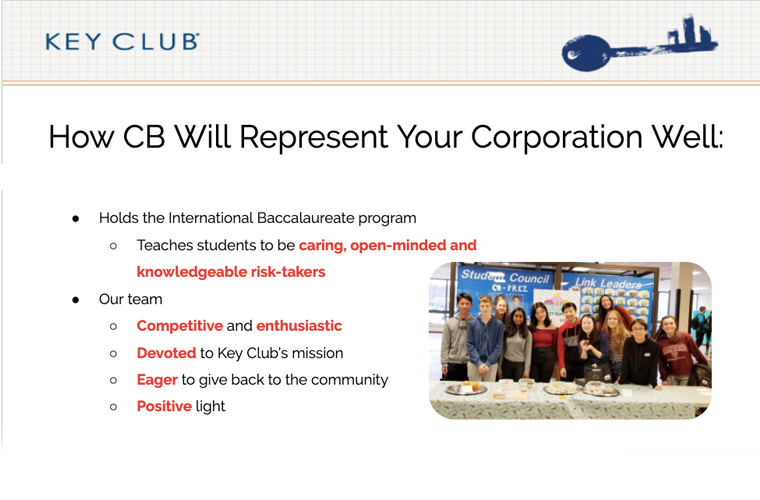 KEY CLUB®
How CB Will Represent Your Corporation Well:
● Holds the International Baccalaureate program
○ Teaches students to be caring, open-minded and
knowledgeable risk-takers
● Our team
○ Competitive and enthusiastic
○ Devoted to Key Club's mission
○ Eager to give back to the community
○ Positive light
Student Council
Link Leaders
CB-PREZ